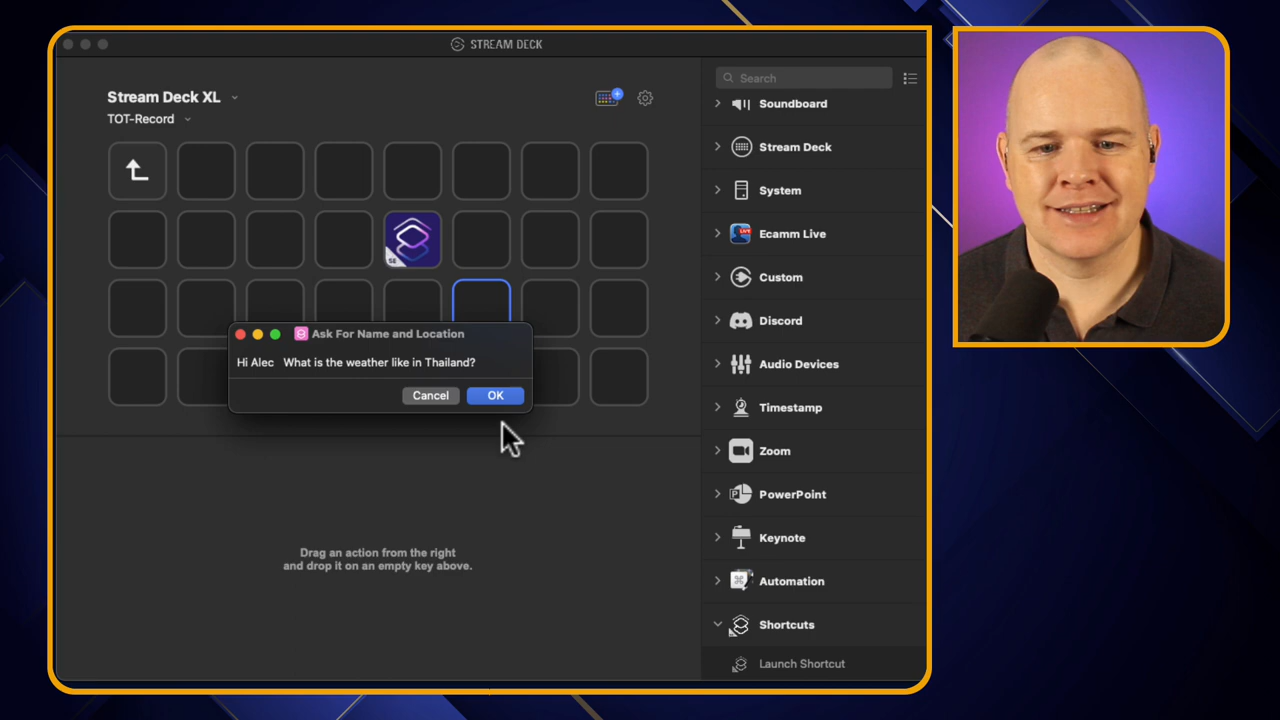 STREAM DECK
Stream Deck XL
TOT-Record
Search
Soundboard
Stream Deck
System
Ecamm Live
Custom
Discord
Audio Devices
Timestamp
Zoom
PowerPoint
Keynote
Automation
Shortcuts
Launch Shortcut
SE
Ask For Name and Location
Hi Alec What is the weather like in Thailand?
Cancel
OK
Drag an action from the right
and drop it on an empty key above.